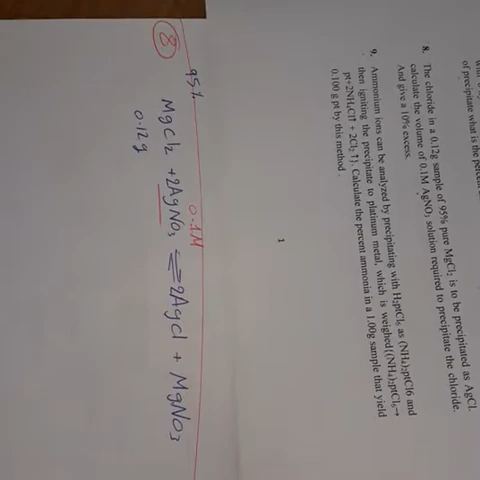 of precipitate what is the percent
8. The chloride in a 0.12g sample of 95% pure MgCl₂ is to be precipitated as AgCl.
calculate the volume of 0.1M AgNO₃ solution required to precipitate the chloride.
And give a 10% excess.
9. Ammonium ions can be analyzed by precipitating with H₂ptCl₆ as (NH₄)₂ptCl6 and
then igniting the precipitate to platinum metal, which is weighed{(NH₄)₂ptCl₆→
pt+2NH₄Cl↑ + 2Cl₂ ↑}. Calculate the percent ammonia in a 1.00g sample that yield
0.100 g pt by this method .
1
8
95%
0.1M
MgCl2 + 2AgNO3 ⇌ 2Agcl + MgNO3
0.12g